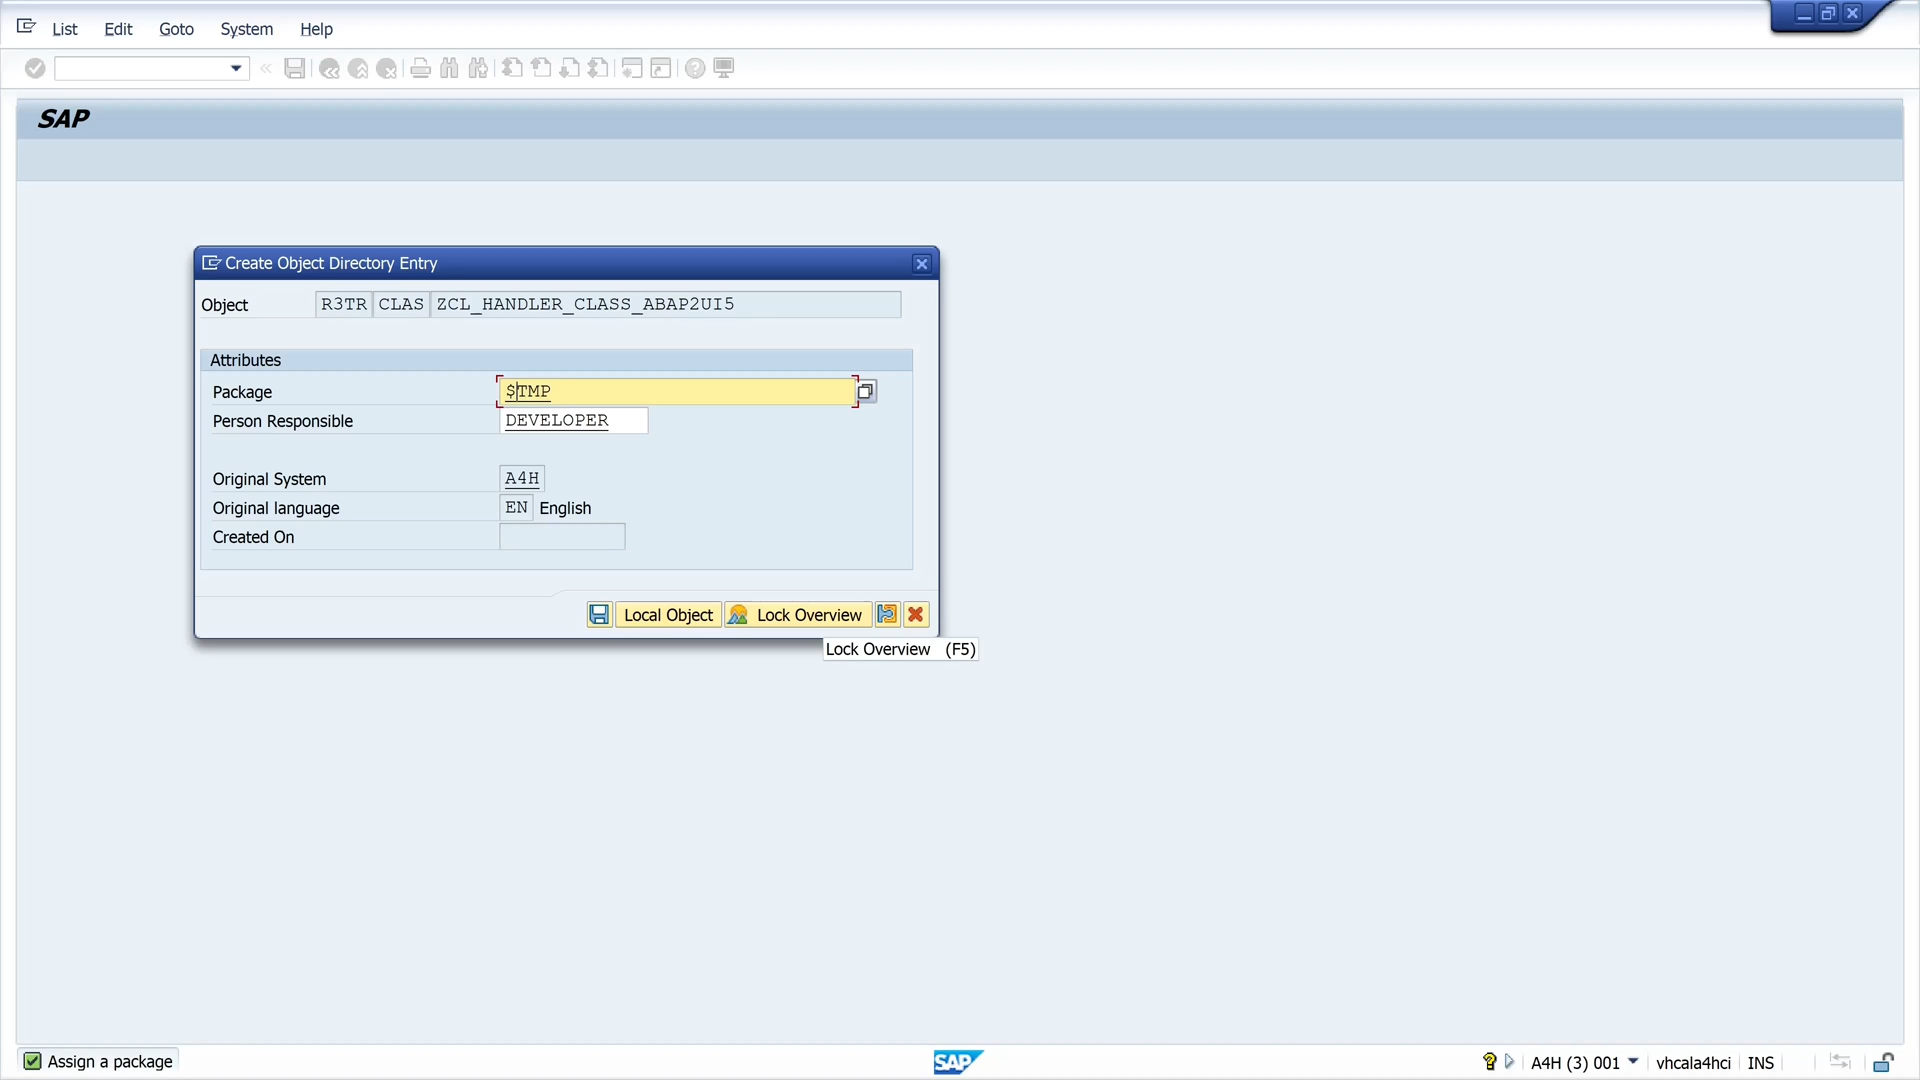 List Edit Goto System Help
SAP
Create Object Directory Entry
Object R3TR CLAS ZCL_HANDLER_CLASS_ABAP2UI5
Attributes
Package $TMP
Person Responsible DEVELOPER
Original System A4H
Original language EN English
Created On
Local Object Lock Overview
Lock Overview (F5)
Assign a package SAP A4H (3) 001 vhcala4hci INS